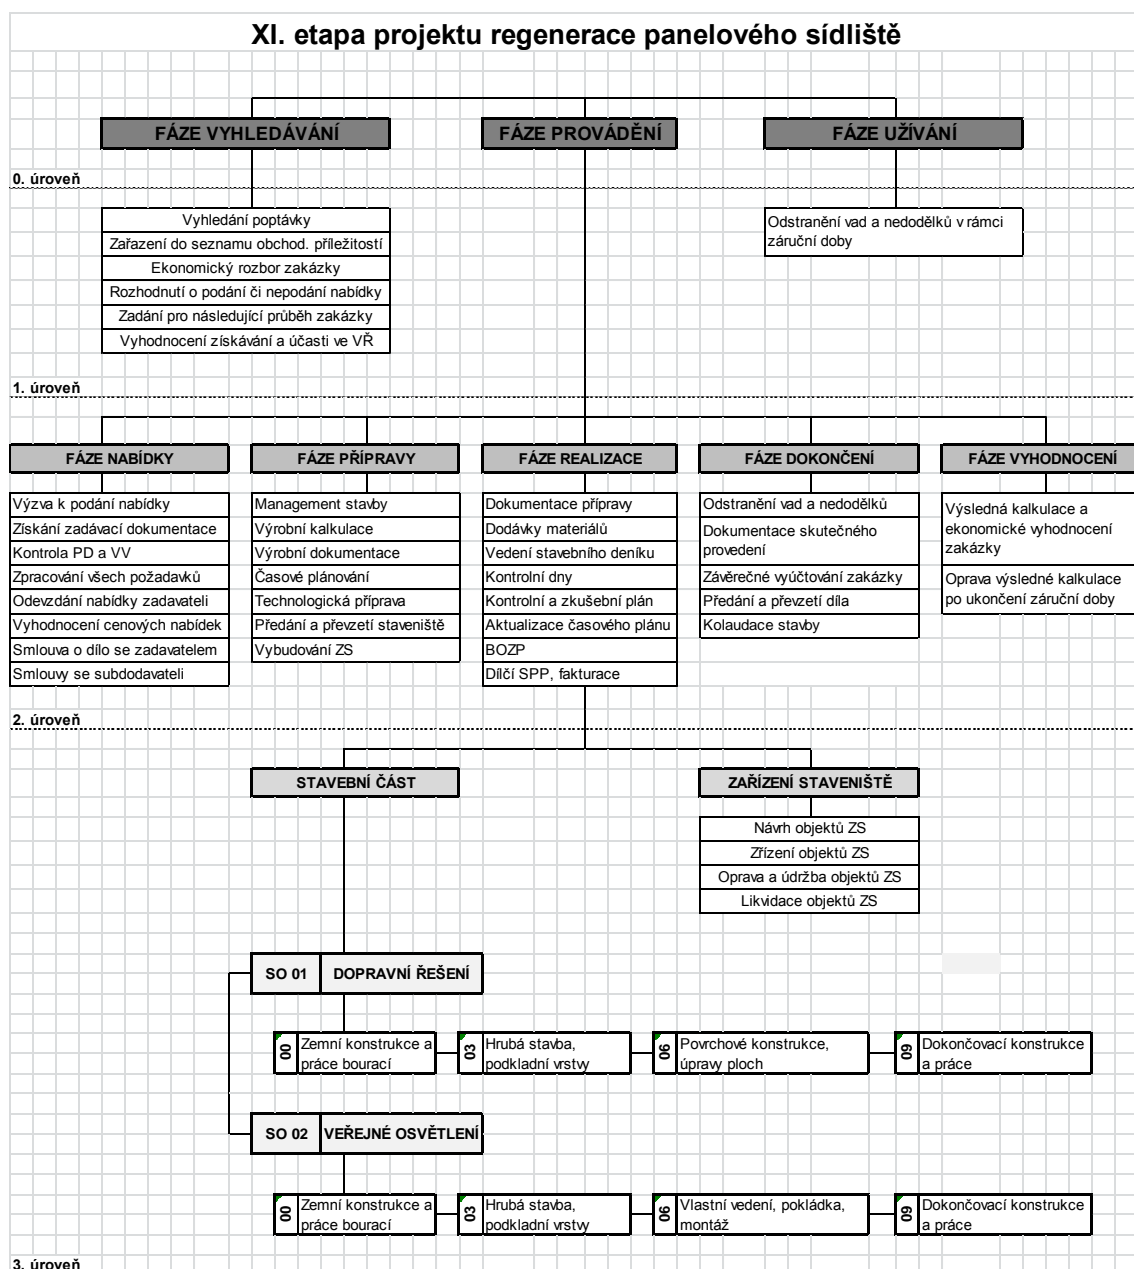 XI. etapa projektu regenerace panelového sídliště
FÁZE VYHLEDÁVÁNÍ
FÁZE PROVÁDĚNÍ
FÁZE UŽÍVÁNÍ
0. úroveň
Vyhledání poptávky
Zařazení do seznamu obchod. příležitostí
Ekonomický rozbor zakázky
Rozhodnutí o podání či nepodání nabídky
Zadání pro následující průběh zakázky
Vyhodnocení získávání a účasti ve VŘ
Odstranění vad a nedodělků v rámci
záruční doby
1. úroveň
FÁZE NABÍDKY
Výzva k podání nabídky
Získání zadávací dokumentace
Kontrola PD a VV
Zpracování všech požadavků
Odevzdání nabídky zadavateli
Vyhodnocení cenových nabídek
Smlouva o dílo se zadavatelem
Smlouvy se subdodavateli
FÁZE PŘÍPRAVY
Management stavby
Výrobní kalkulace
Výrobní dokumentace
Časové plánování
Technologická příprava
Předání a převzetí staveniště
Vybudování ZS
FÁZE REALIZACE
Dokumentace přípravy
Dodávky materiálů
Vedení stavebního deníku
Kontrolní dny
Kontrolní a zkušební plán
Aktualizace časového plánu
BOZP
Dílčí SPP, fakturace
FÁZE DOKONČENÍ
Odstranění vad a nedodělků
Dokumentace skutečného
provedení
Závěrečné vyúčtování zakázky
Předání a převzetí díla
Kolaudace stavby
FÁZE VYHODNOCENÍ
Výsledná kalkulace a
ekonomické vyhodnocení
zakázky
Oprava výsledné kalkulace
po ukončení záruční doby
2. úroveň
STAVEBNÍ ČÁST
ZAŘÍZENÍ STAVENIŠTĚ
Návrh objektů ZS
Zřízení objektů ZS
Oprava a údržba objektů ZS
Likvidace objektů ZS
SO 01 DOPRAVNÍ ŘEŠENÍ
00
Zemní konstrukce a
práce bourací
03
Hrubá stavba,
podkladní vrstvy
06
Povrchové konstrukce,
úpravy ploch
09
Dokončovací konstrukce
a práce
SO 02 VEŘEJNÉ OSVĚTLENÍ
00
Zemní konstrukce a
práce bourací
03
Hrubá stavba,
podkladní vrstvy
06
Vlastní vedení, pokládka,
montáž
09
Dokončovací konstrukce
a práce
3. úroveň